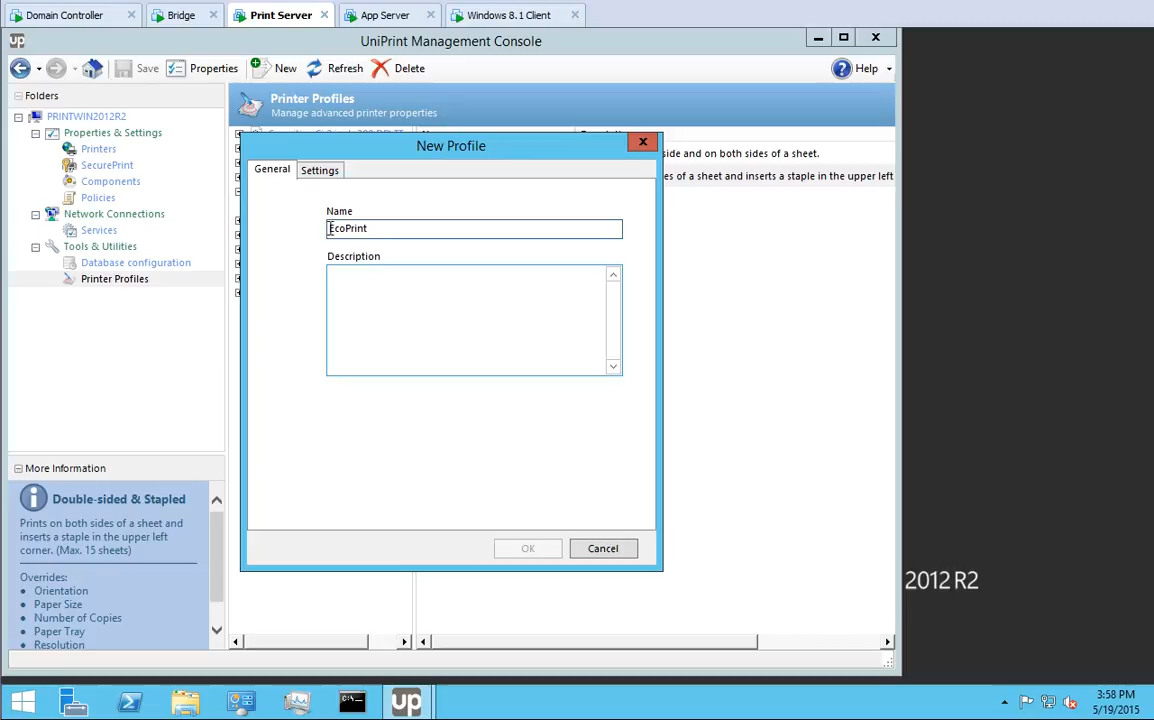 Domain Controller
Bridge
Print Server
App Server
Windows 8.1 Client
up
UniPrint Management Console
Save
Properties
New
Refresh
Delete
Help
Folders
PRINTWIN2012R2
Properties & Settings
Printers
SecurePrint
Components
Policies
Network Connections
Services
Tools & Utilities
Database configuration
Printer Profiles
Printer Profiles
Manage advanced printer properties
side and on both sides of a sheet.
es of a sheet and inserts a staple in the upper left
New Profile
General
Settings
Name
EcoPrint
Description
OK
Cancel
More Information
Double-sided & Stapled
Prints on both sides of a sheet and
inserts a staple in the upper left
corner. (Max. 15 sheets)
Overrides:
• Orientation
• Paper Size
• Number of Copies
• Paper Tray
• Resolution
2012 R2
up
3:58 PM
5/19/2015